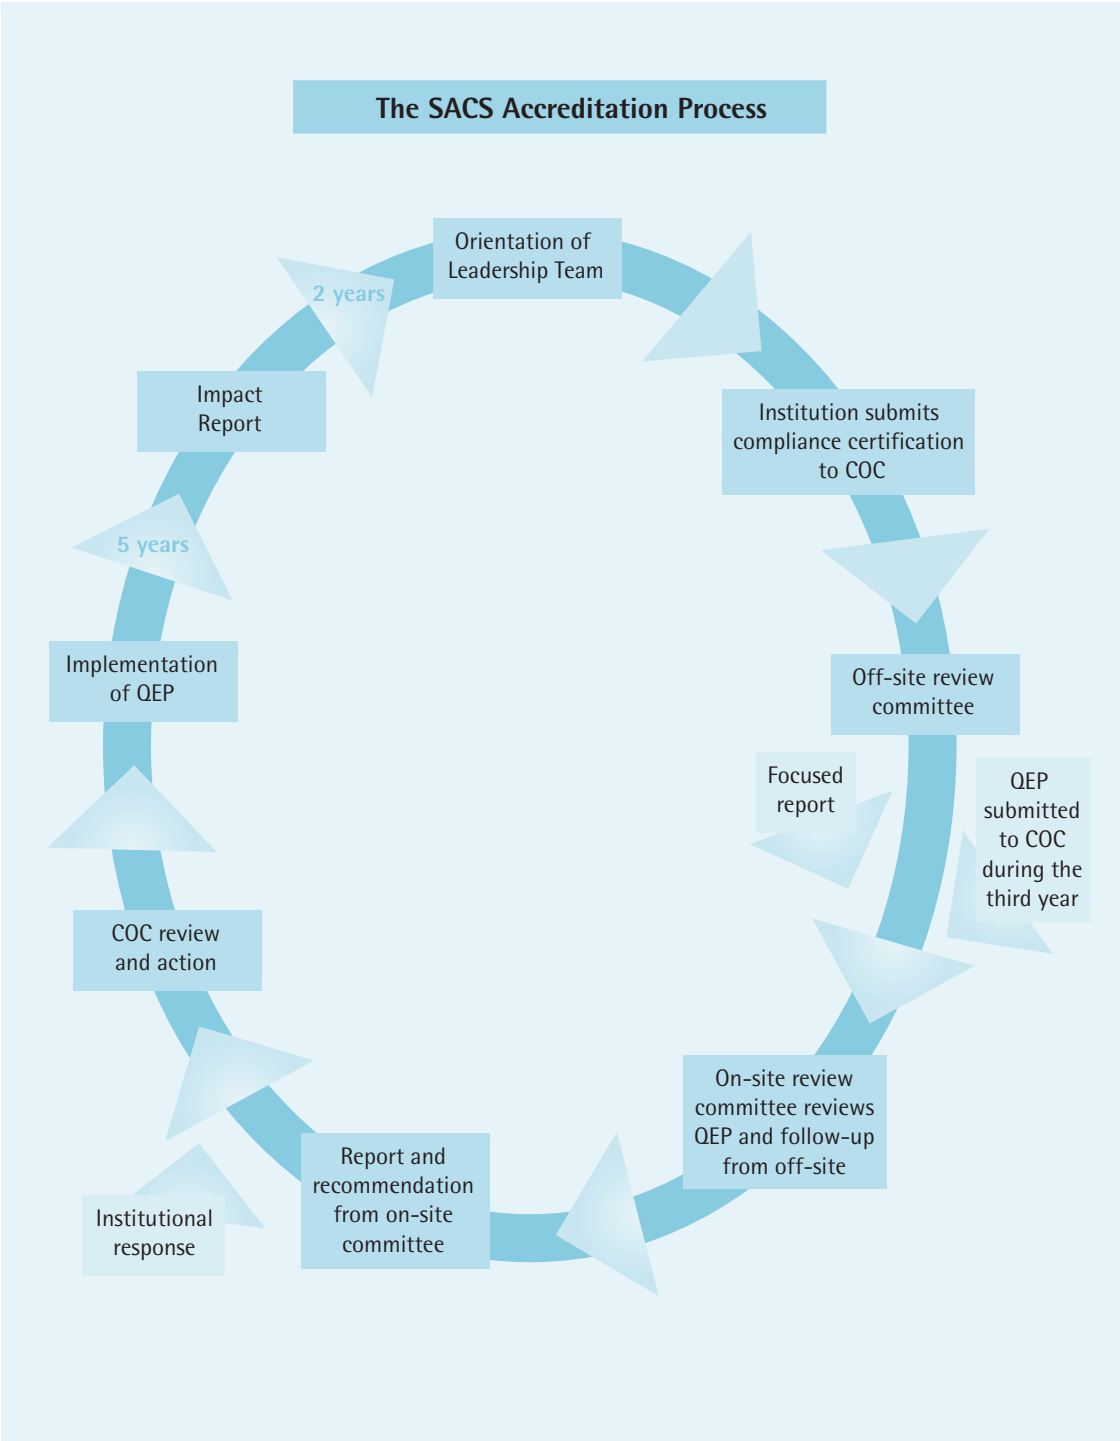 The SACS Accreditation Process
Orientation of
Leadership Team
2 years
Impact
Report
Institution submits
compliance certification
to COC
5 years
Implementation
of QEP
Off-site review
committee
Focused
report
QEP
submitted
to COC
during the
third year
COC review
and action
On-site review
committee reviews
QEP and follow-up
from off-site
Report and
recommendation
from on-site
committee
Institutional
response